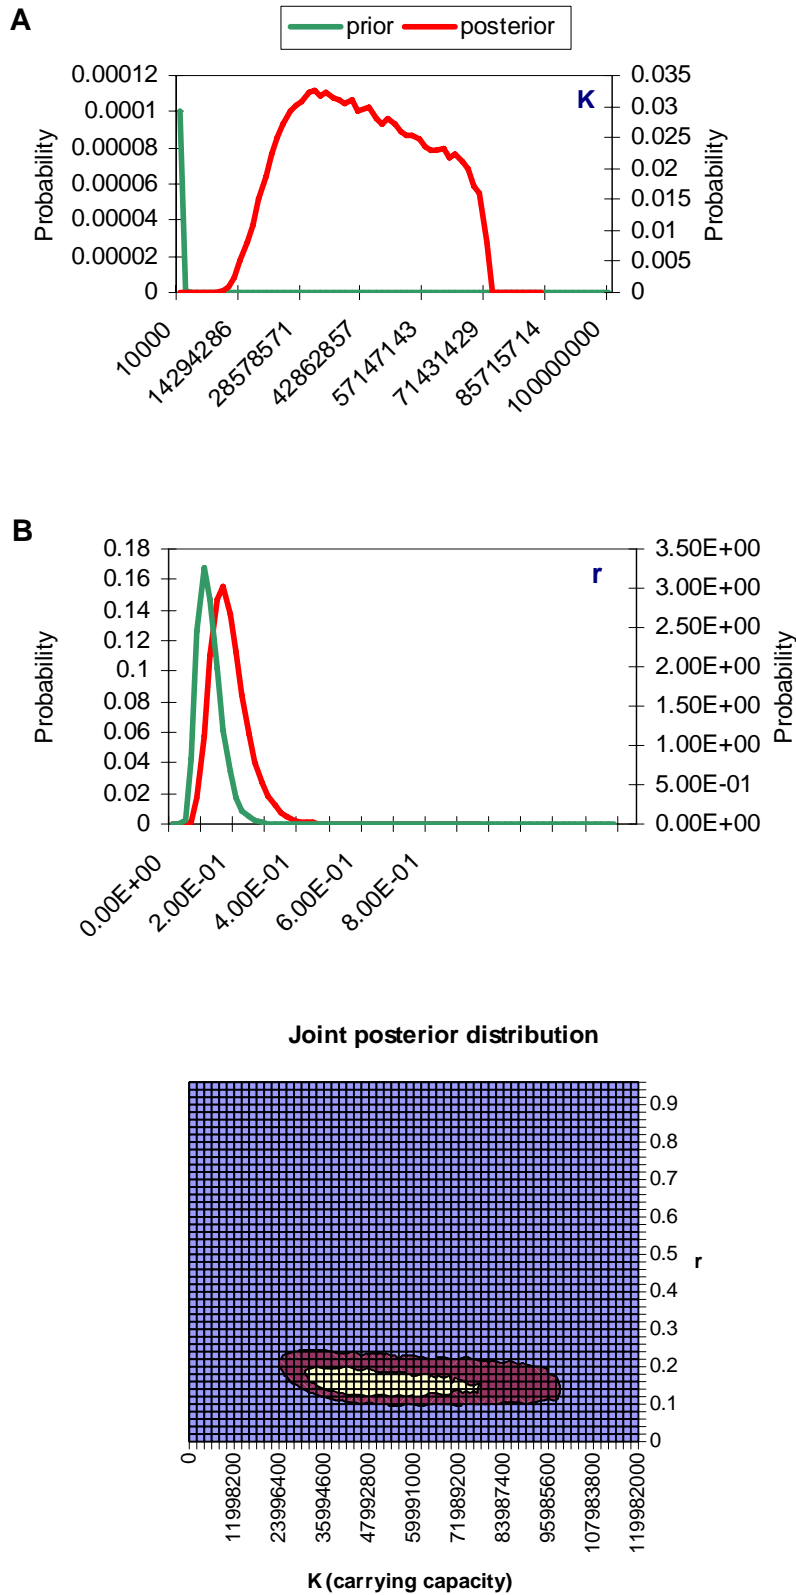 A
prior posterior
K
Probability
0.00012
0.0001
0.00008
0.00006
0.00004
0.00002
0
0.035
0.03
0.025
0.02
0.015
0.01
0.005
0
Probability
10000
14294286
28578571
42862857
57147143
71431429
85715714
100000000
B
r
Probability
0.18
0.16
0.14
0.12
0.1
0.08
0.06
0.04
0.02
0
3.50E+00
3.00E+00
2.50E+00
2.00E+00
1.50E+00
1.00E+00
5.00E-01
0.00E+00
Probability
0.00E+00
2.00E-01
4.00E-01
6.00E-01
8.00E-01
Joint posterior distribution
0.9
0.8
0.7
0.6
0.5
0.4
0.3
0.2
0.1
0
r
0
11998200
23996400
35994600
47992800
59991000
71989200
83987400
95985600
107983800
119982000
K (carrying capacity)